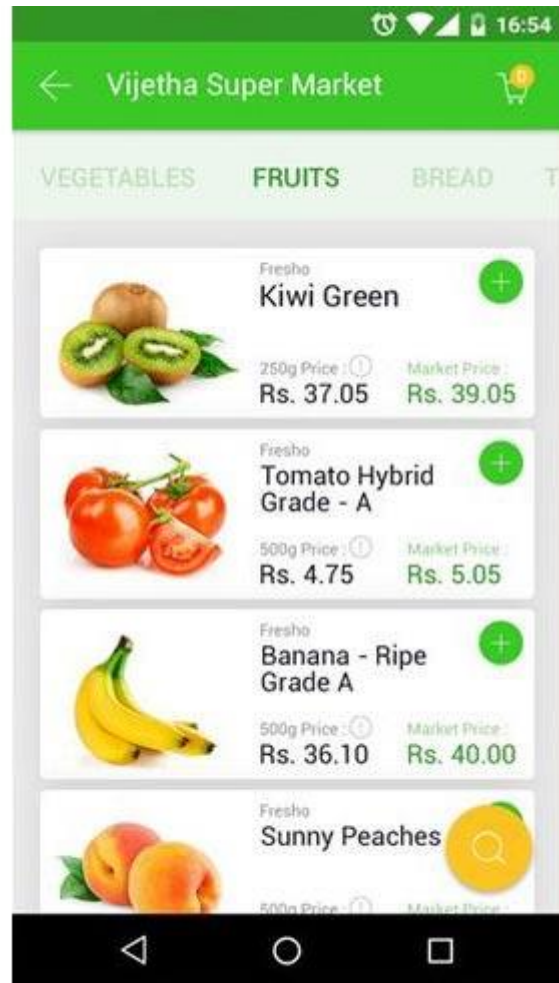 16:54
Vijetha Super Market
0
VEGETABLES FRUITS BREAD T
Fresho
Kiwi Green
250g Price : Market Price :
Rs. 37.05 Rs. 39.05
Fresho
Tomato Hybrid
Grade - A
500g Price : Market Price :
Rs. 4.75 Rs. 5.05
Fresho
Banana - Ripe
Grade A
500g Price : Market Price :
Rs. 36.10 Rs. 40.00
Fresho
Sunny Peaches
500g Price : Market Price :